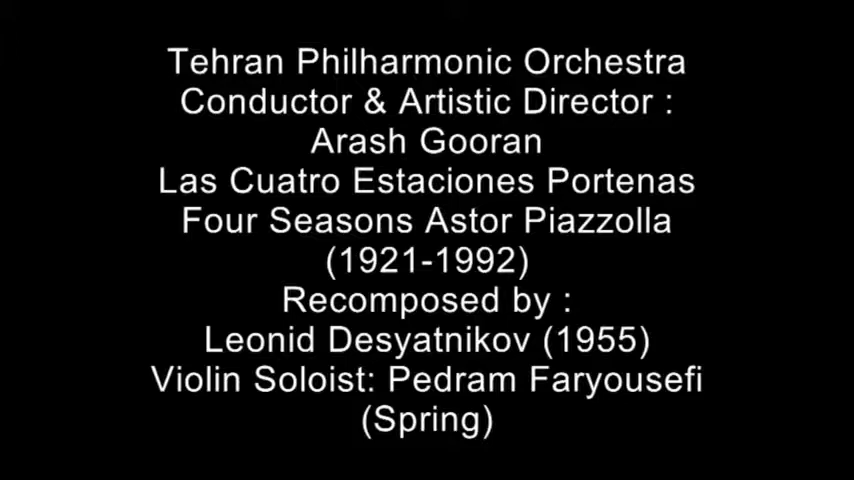 Tehran Philharmonic Orchestra
Conductor & Artistic Director :
Arash Gooran
Las Cuatro Estaciones Portenas
Four Seasons Astor Piazzolla
(1921-1992)
Recomposed by :
Leonid Desyatnikov (1955)
Violin Soloist: Pedram Faryousefi
(Spring)